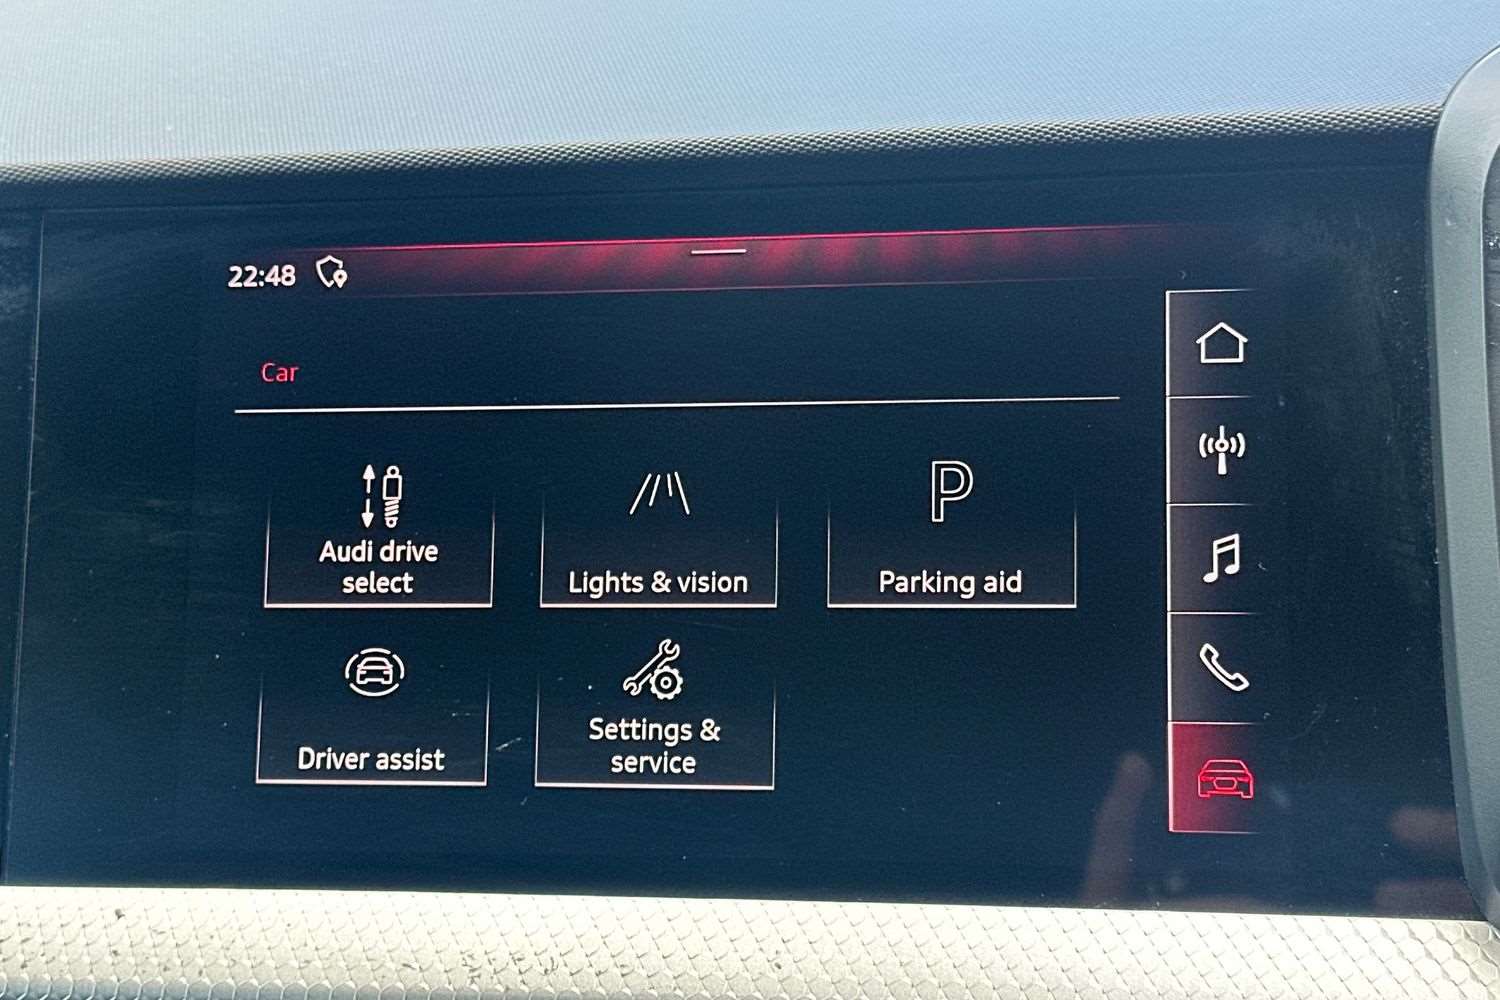 22:48
Car
Audi drive
select
Lights & vision
P
Parking aid
Driver assist
Settings &
service